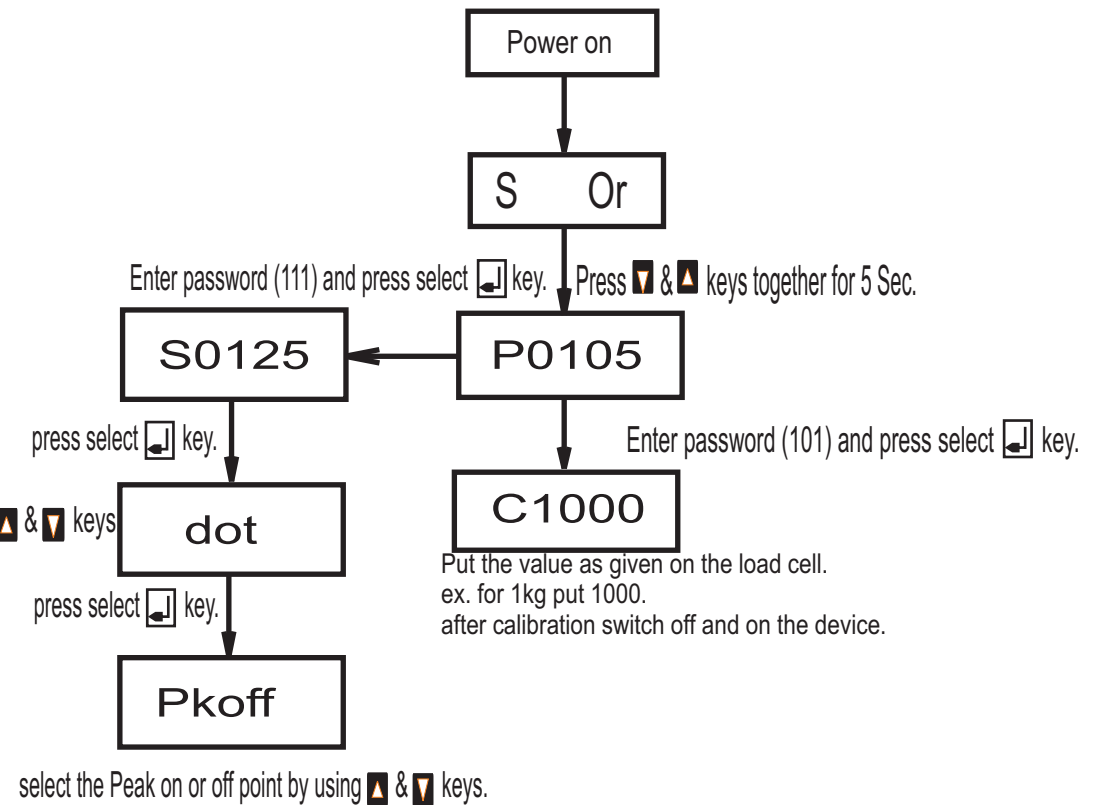 Power on
S Or
Enter password (111) and press select key.
Press & keys together for 5 Sec.
S0125
P0105
press select key.
Enter password (101) and press select key.
C1000
& keys
dot
Put the value as given on the load cell.
ex. for 1kg put 1000.
after calibration switch off and on the device.
press select key.
Pkoff
select the Peak on or off point by using & keys.